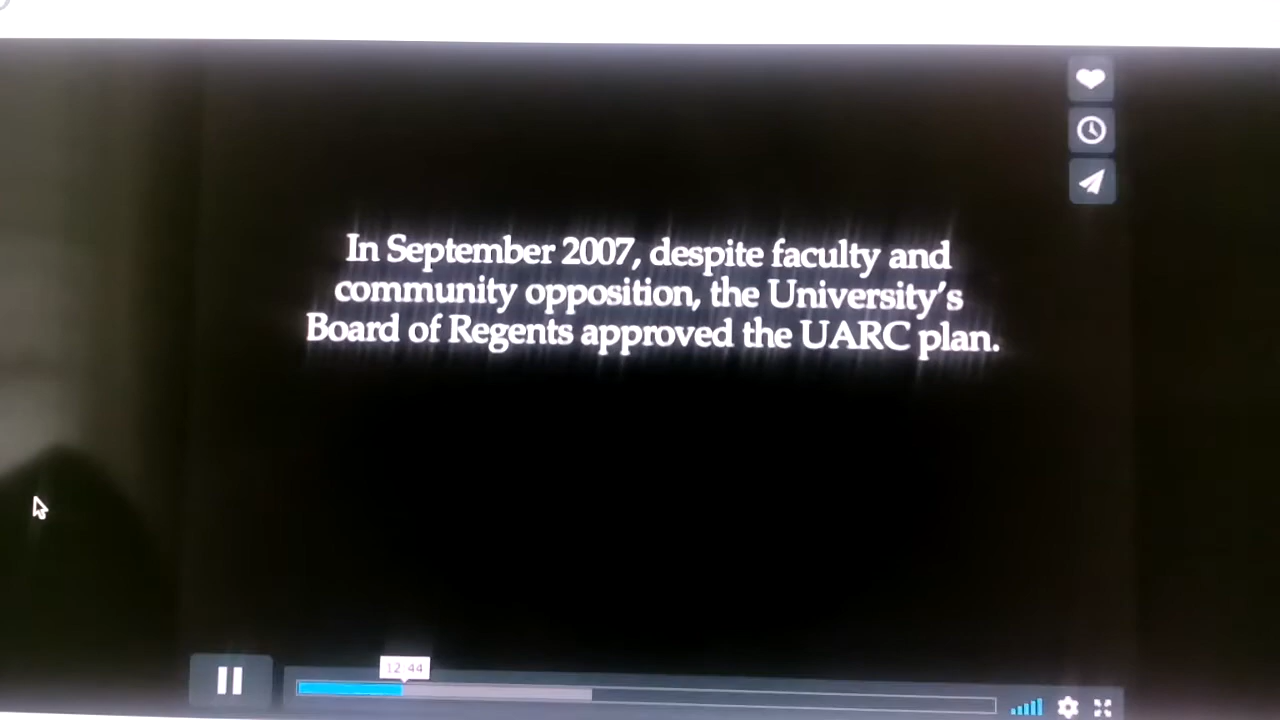 In September 2007, despite faculty and
community opposition, the University's
Board of Regents approved the UARC plan.
12:44